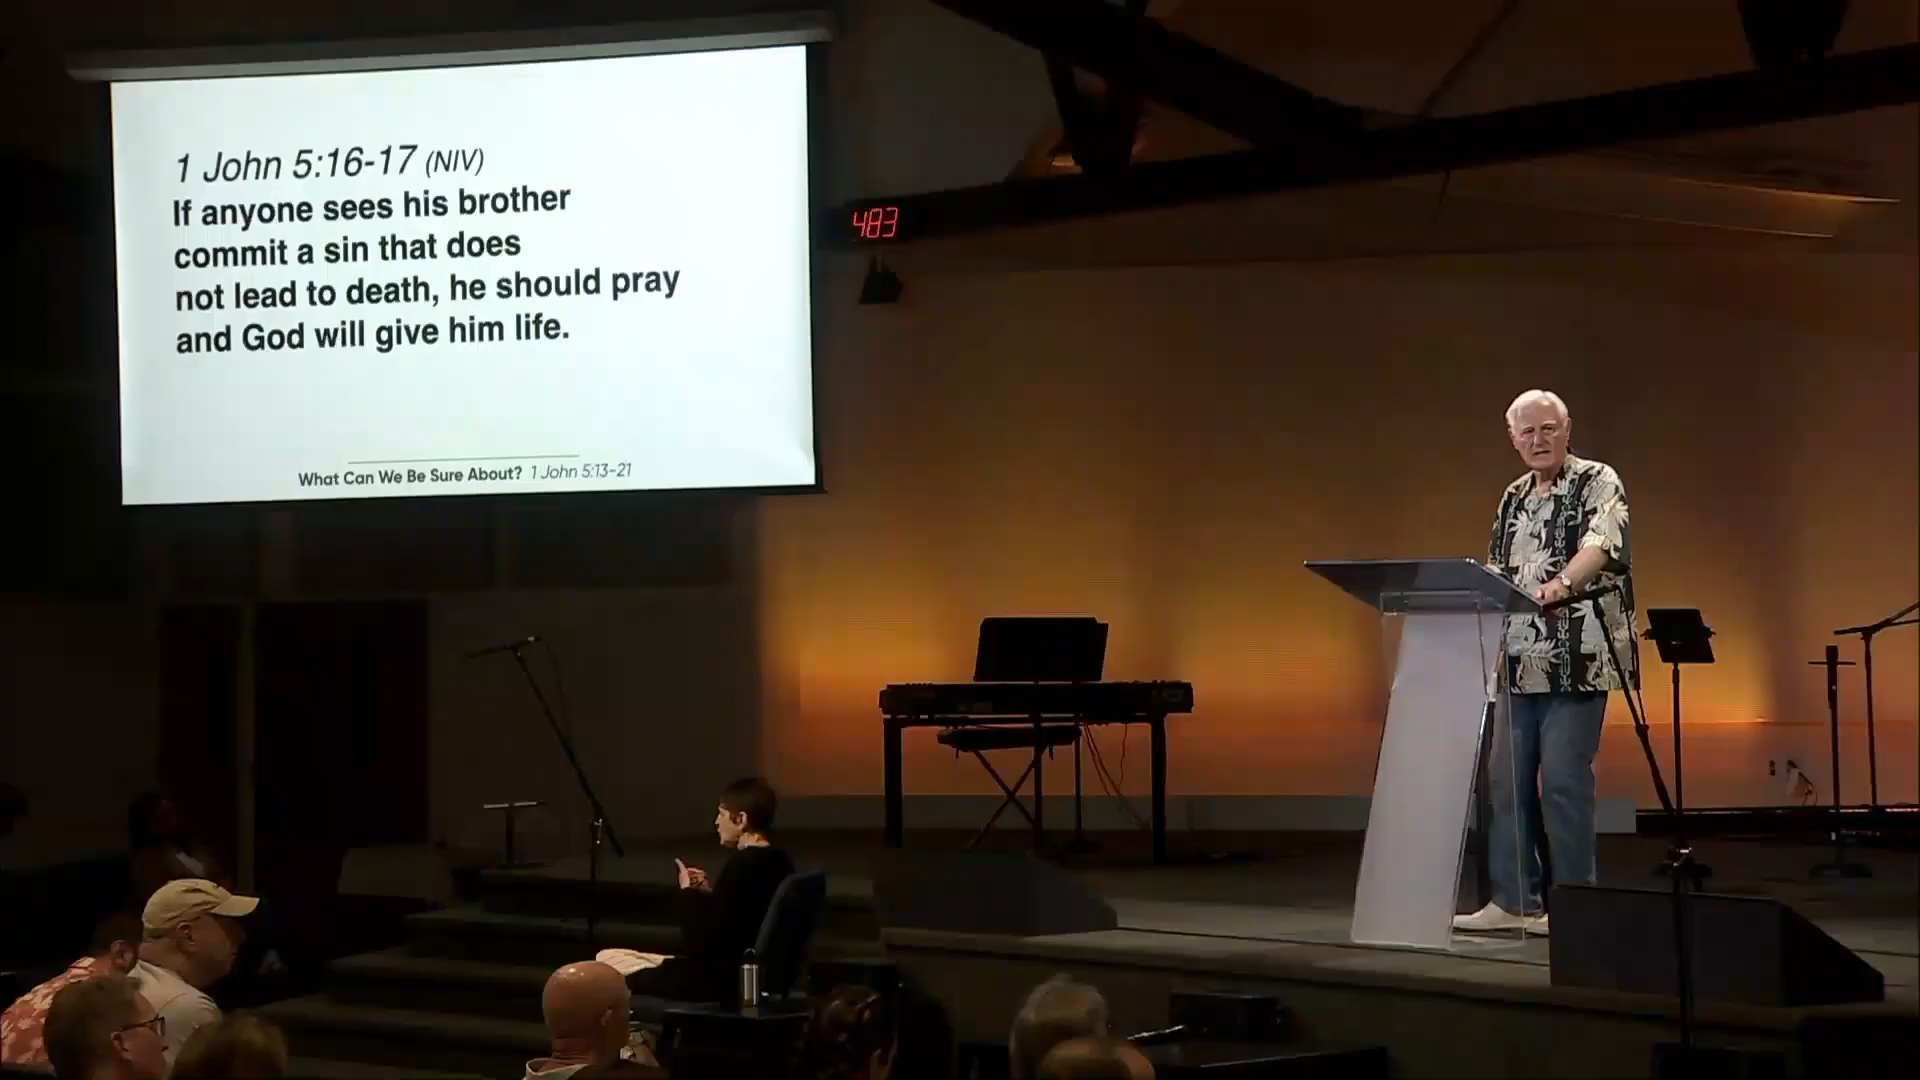 1 John 5:16-17 (NIV)
If anyone sees his brother
commit a sin that does
not lead to death, he should pray
and God will give him life.
What Can We Be Sure About? 1 John 5:13-21
483